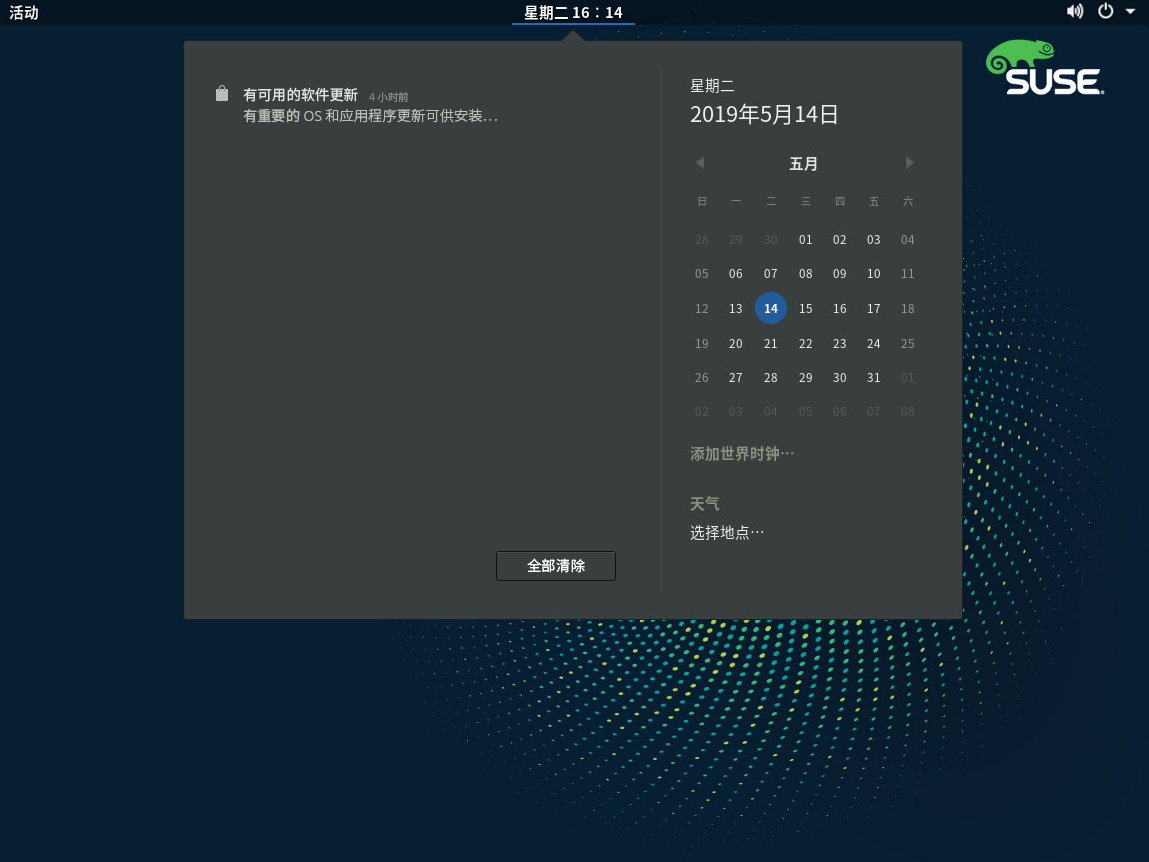 活动
星期二 16：14
SUSE
有可用的软件更新 4 小时前
有重要的 OS 和应用程序更新可供安装…
全部清除
星期二
2019年5月14日
五月
日 一 二 三 四 五 六
28 29 30 01 02 03 04
05 06 07 08 09 10 11
12 13 14 15 16 17 18
19 20 21 22 23 24 25
26 27 28 29 30 31 01
02 03 04 05 06 07 08
添加世界时钟…
天气
选择地点…